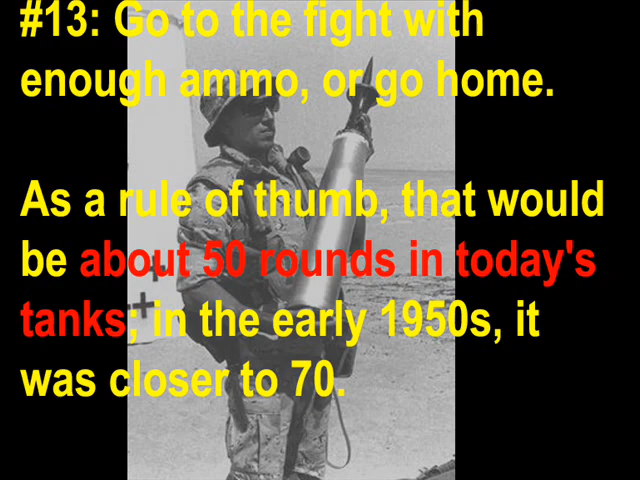 #13: Go to the fight with
enough ammo, or go home.
As a rule of thumb, that would
be about 50 rounds in today's
tanks; in the early 1950s, it
was closer to 70.